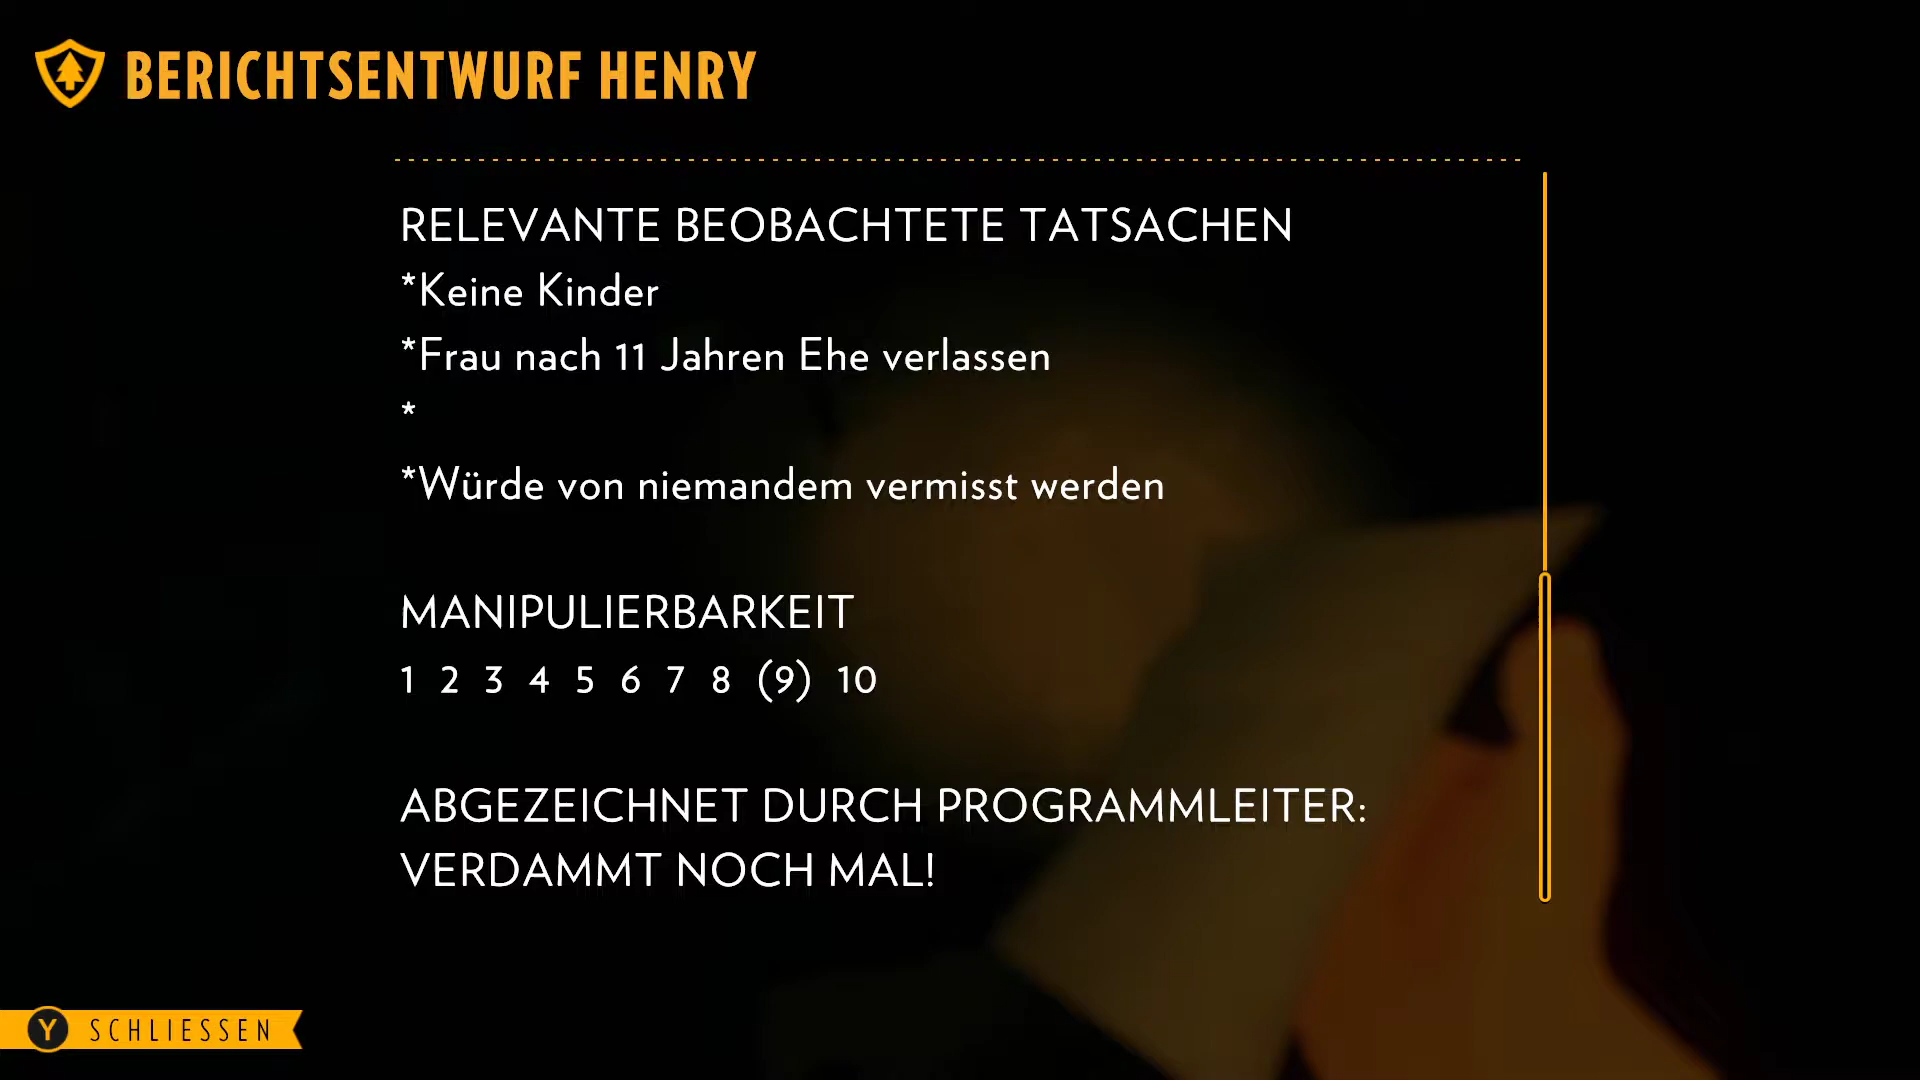 BERICHTSENTWURF HENRY
RELEVANTE BEOBACHTETE TATSACHEN
*Keine Kinder
*Frau nach 11 Jahren Ehe verlassen
*
*Würde von niemandem vermisst werden
MANIPULIERBARKEIT
1 2 3 4 5 6 7 8 (9) 10
ABGEZEICHNET DURCH PROGRAMMLEITER:
VERDAMMT NOCH MAL!
Y SCHLIESSEN